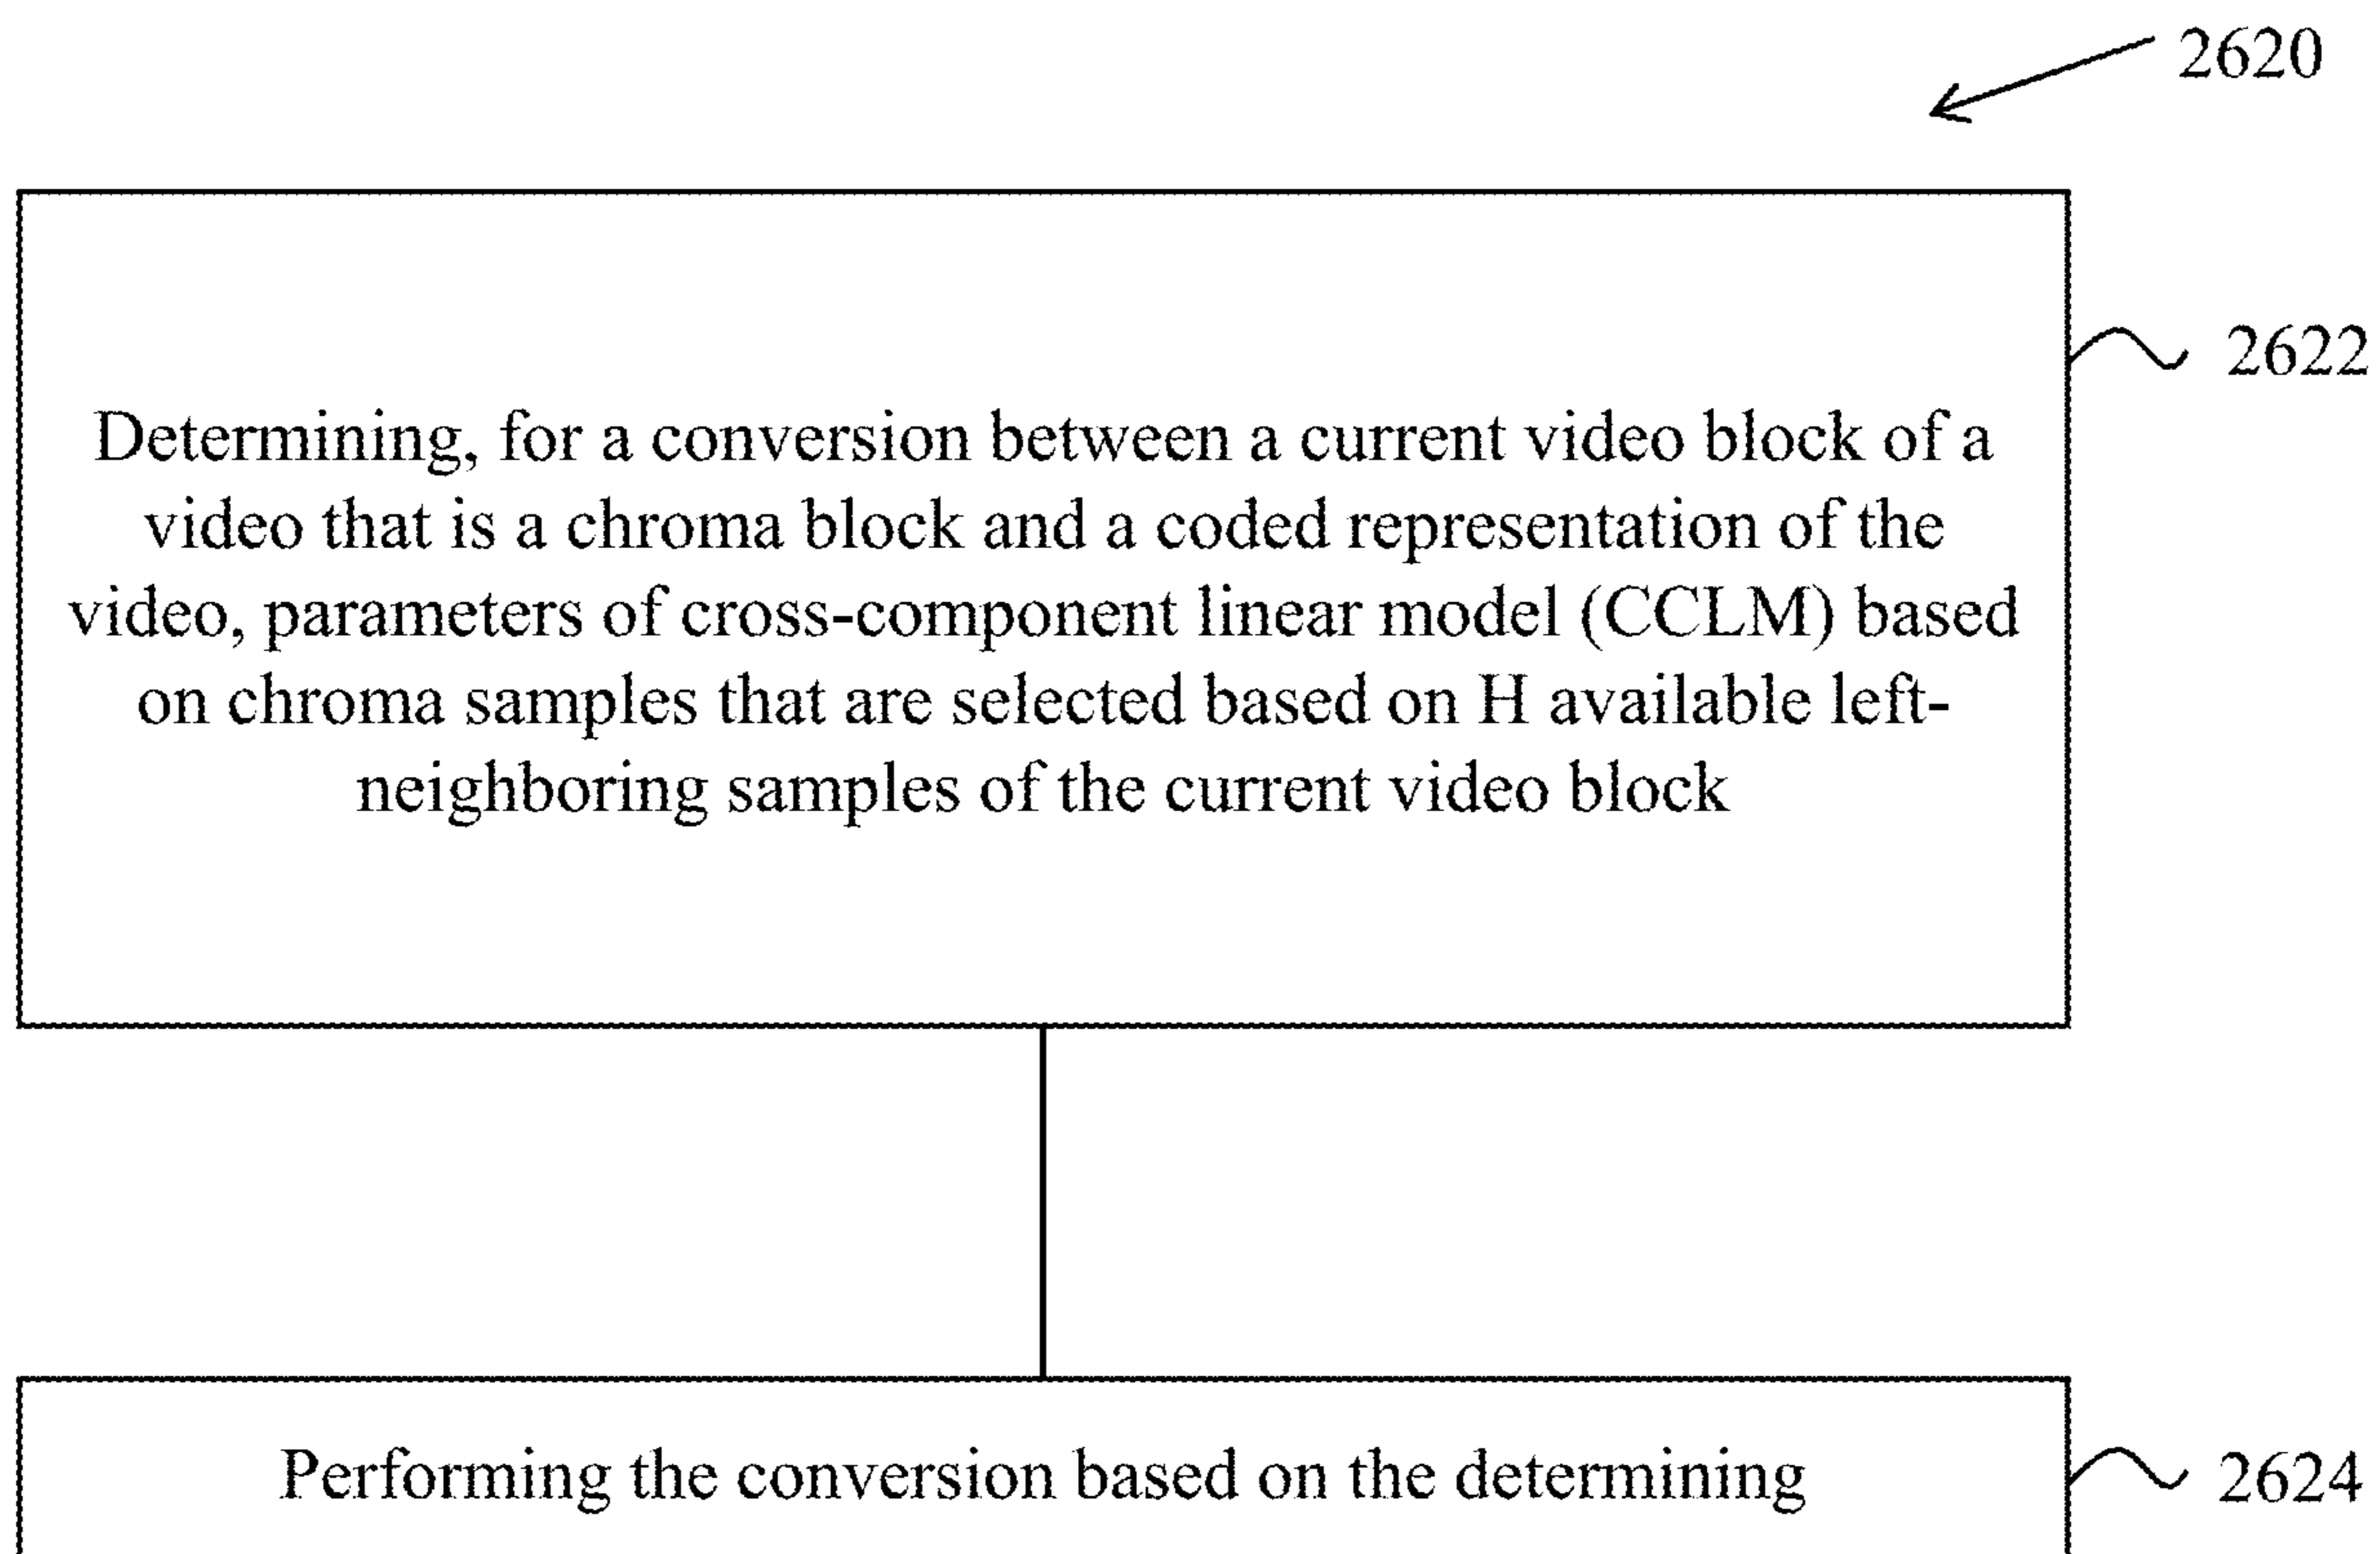 2620
2622
Determining, for a conversion between a current video block of a
video that is a chroma block and a coded representation of the
video, parameters of cross-component linear model (CCLM) based
on chroma samples that are selected based on H available left-
neighboring samples of the current video block
Performing the conversion based on the determining
2624